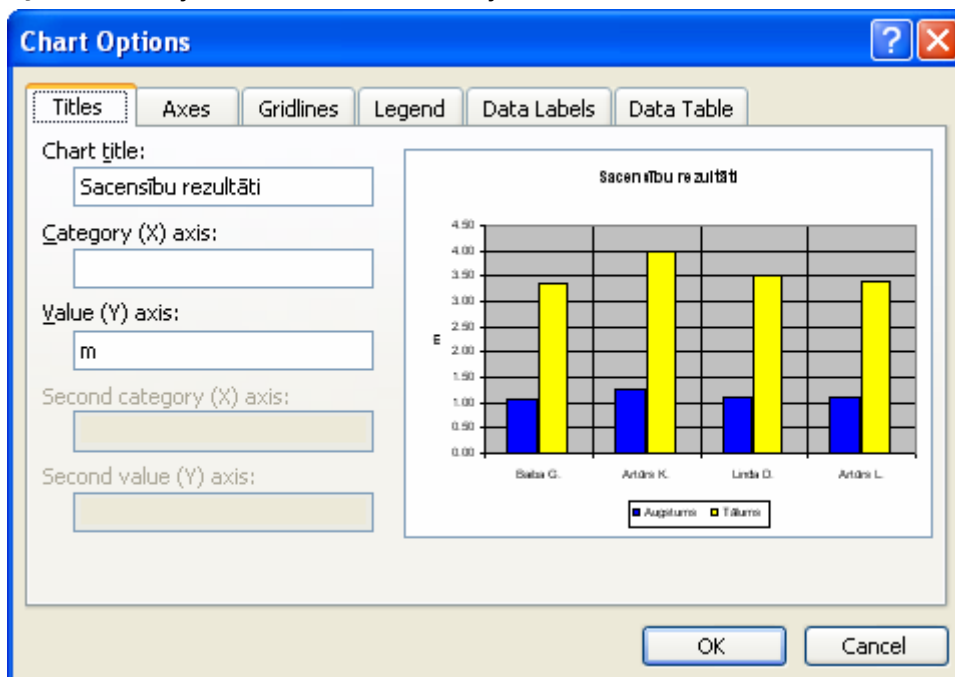 Chart Options
Titles Axes Gridlines Legend Data Labels Data Table
Chart title:
Sacensību rezultāti
Category (X) axis:
Value (Y) axis:
m
Second category (X) axis:
Second value (Y) axis:
Sacensību rezultāti
4.50
4.00
3.50
3.00
2.50
2.00
1.50
1.00
0.50
0.00
m
Baiba G. Artūrs K. Linda D. Artūrs L.
Augstums Tālums
OK Cancel